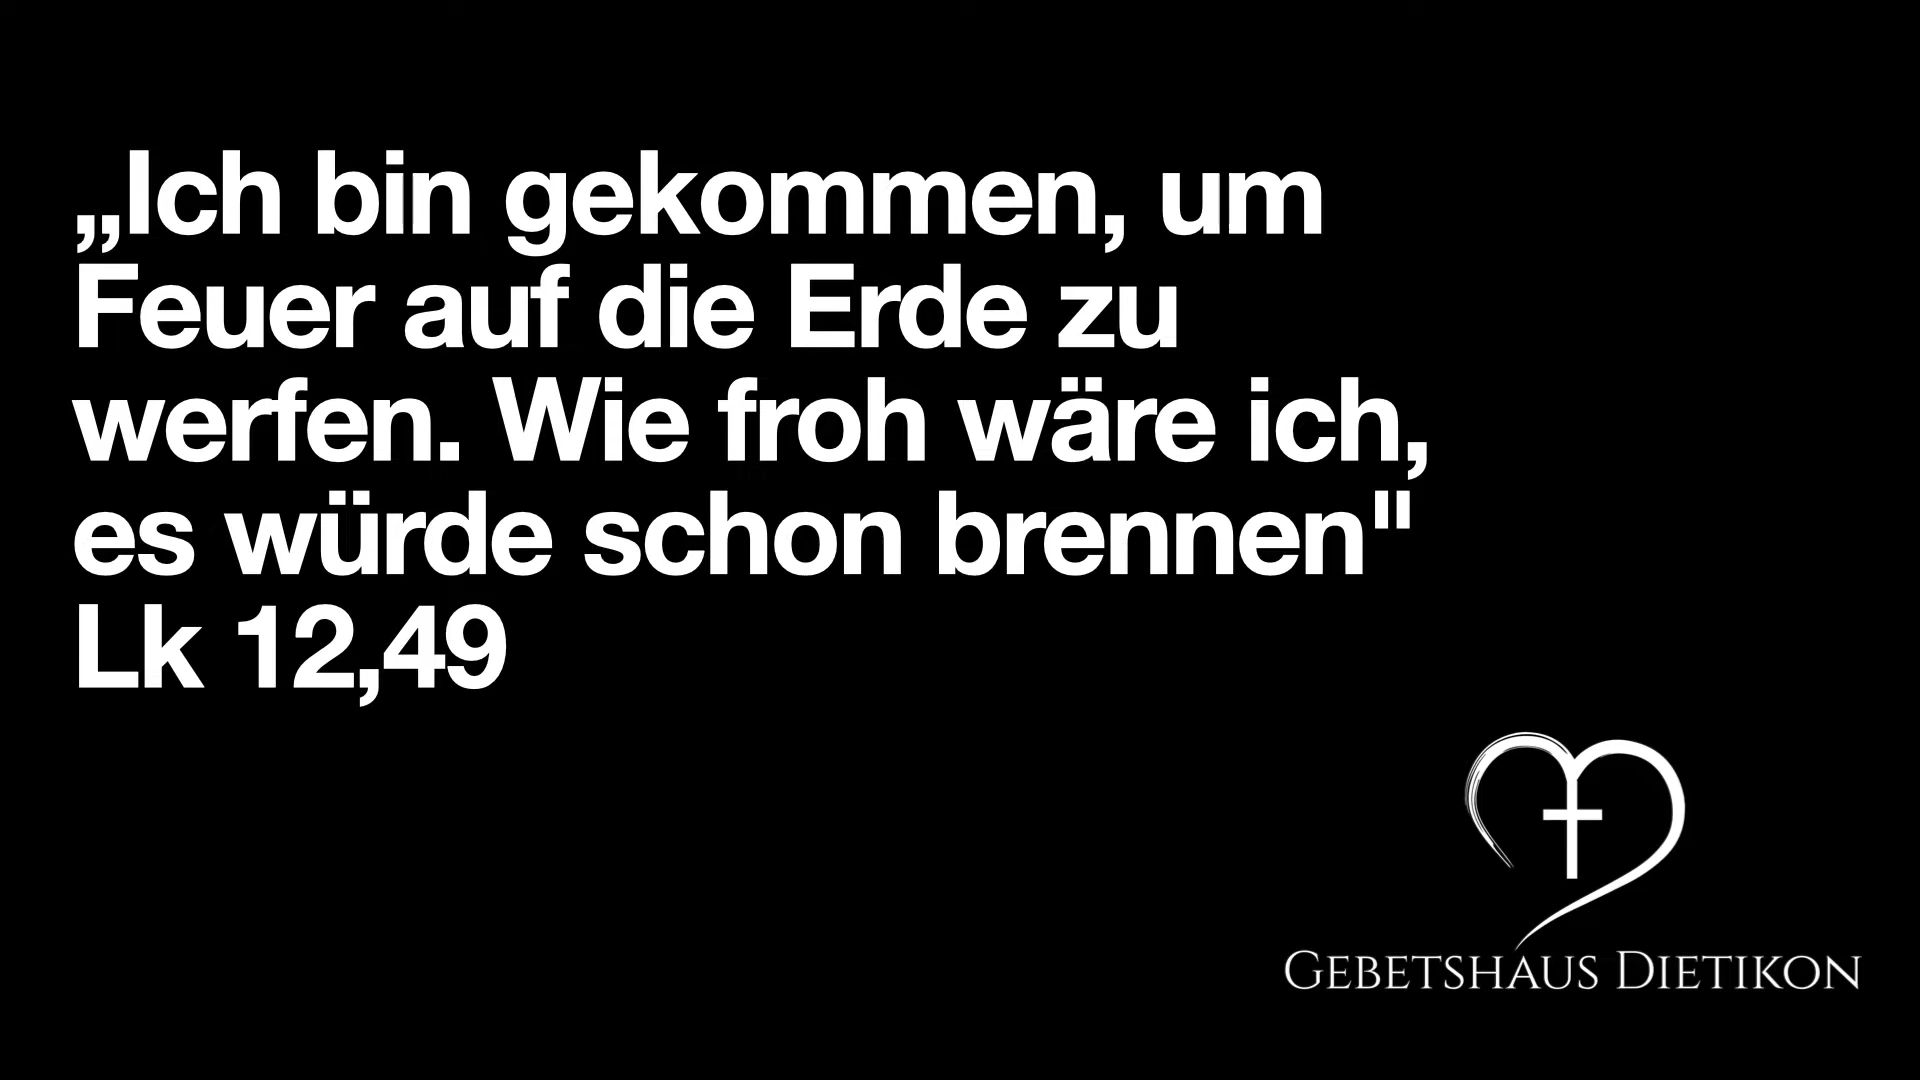 „Ich bin gekommen, um
Feuer auf die Erde zu
werfen. Wie froh wäre ich,
es würde schon brennen"
Lk 12,49
GEBETSHAUS DIETIKON